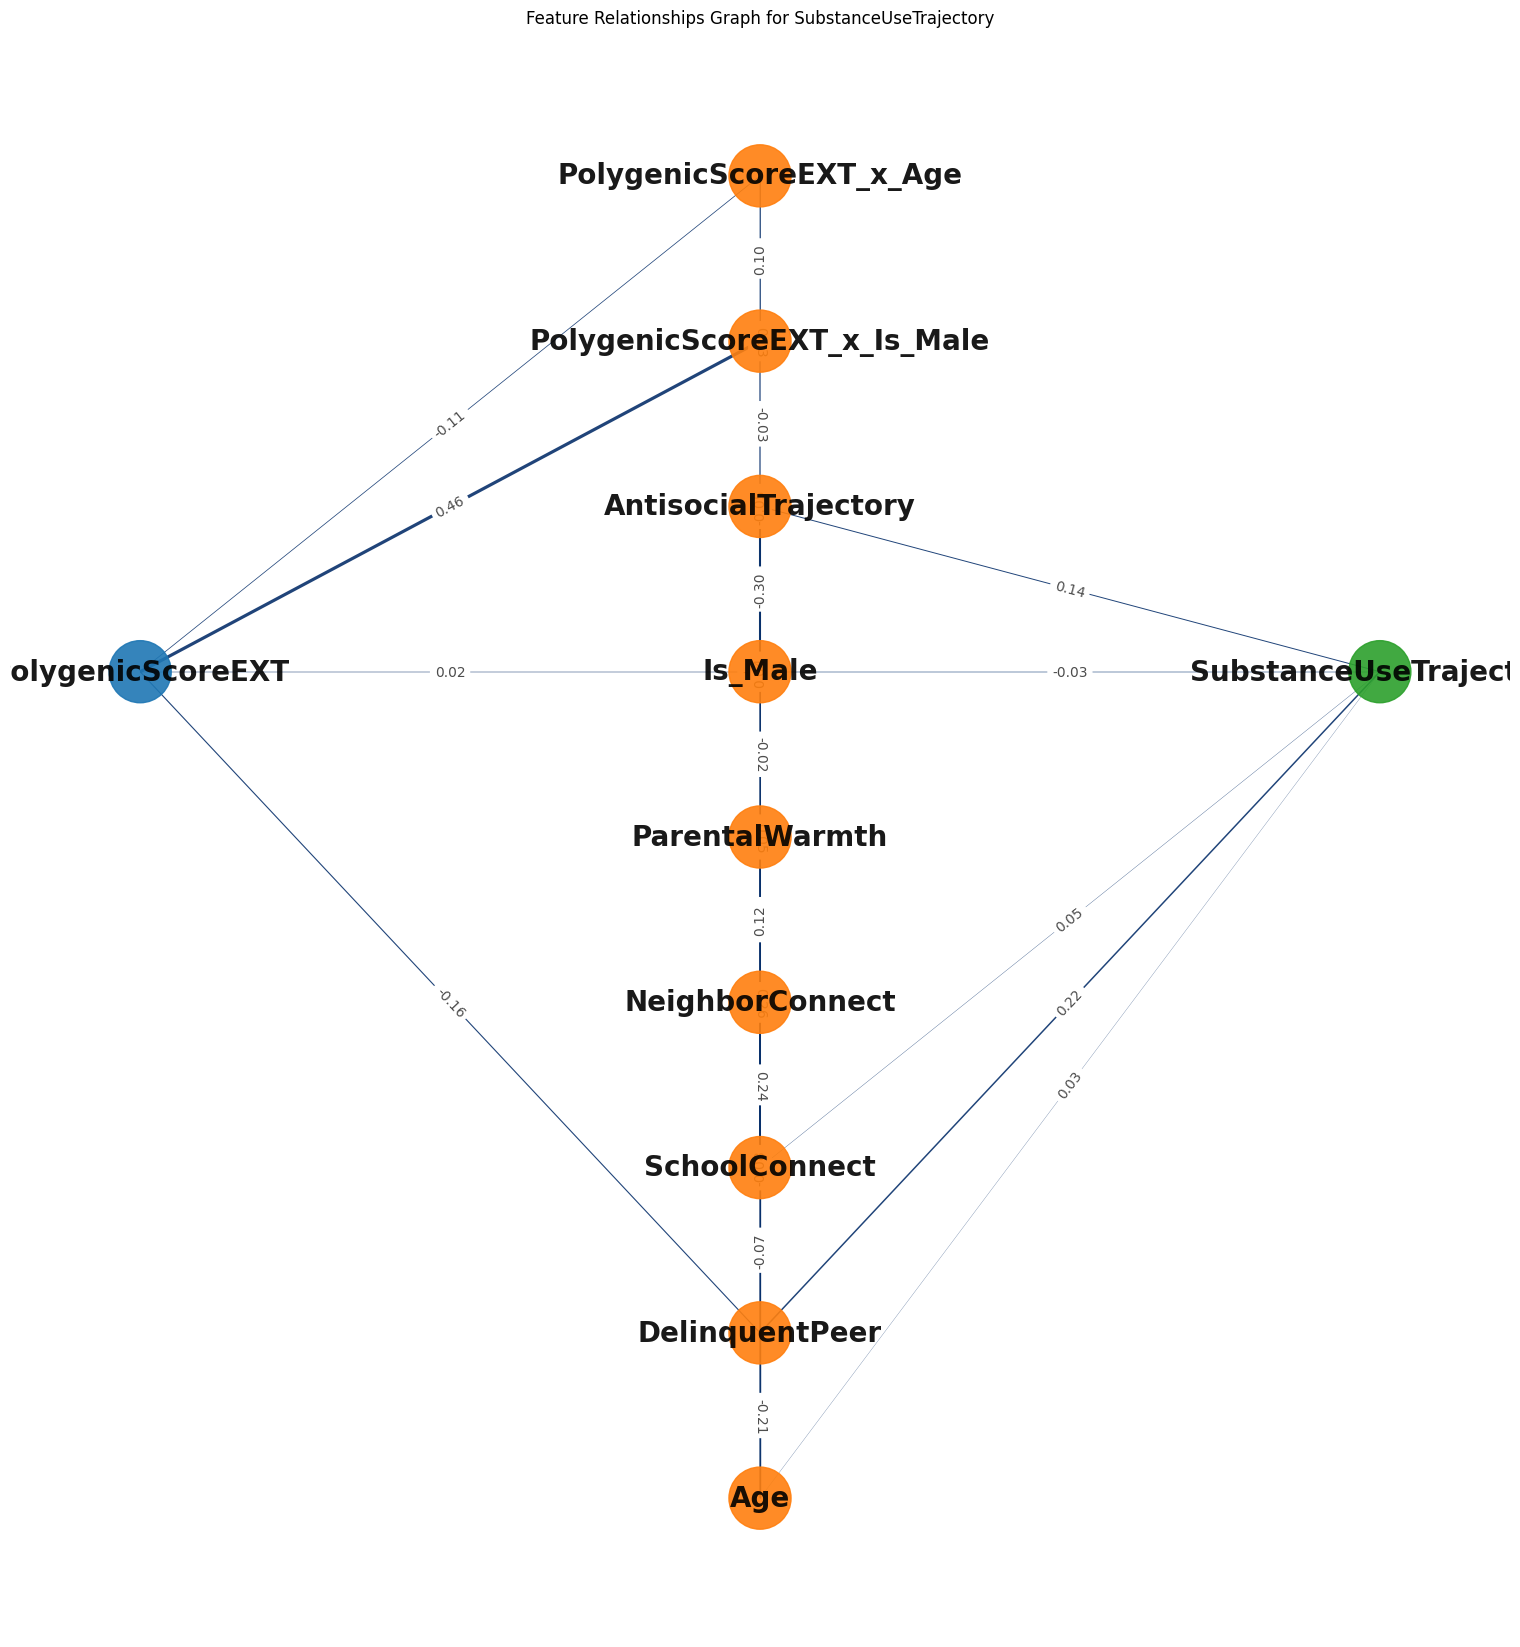 Feature Relationships Graph for SubstanceUseTrajectory
PolygenicScoreEXT_x_Age
0.10
PolygenicScoreEXT_x_Is_Male
-0.11
-0.03
0.46
AntisocialTrajectory
-0.30
0.14
olygenicScoreEXT
0.02
Is_Male
-0.03
SubstanceUseTraject
-0.02
ParentalWarmth
0.12
0.05
NeighborConnect
-0.16
0.22
0.24
0.03
SchoolConnect
-0.07
DelinquentPeer
-0.21
Age